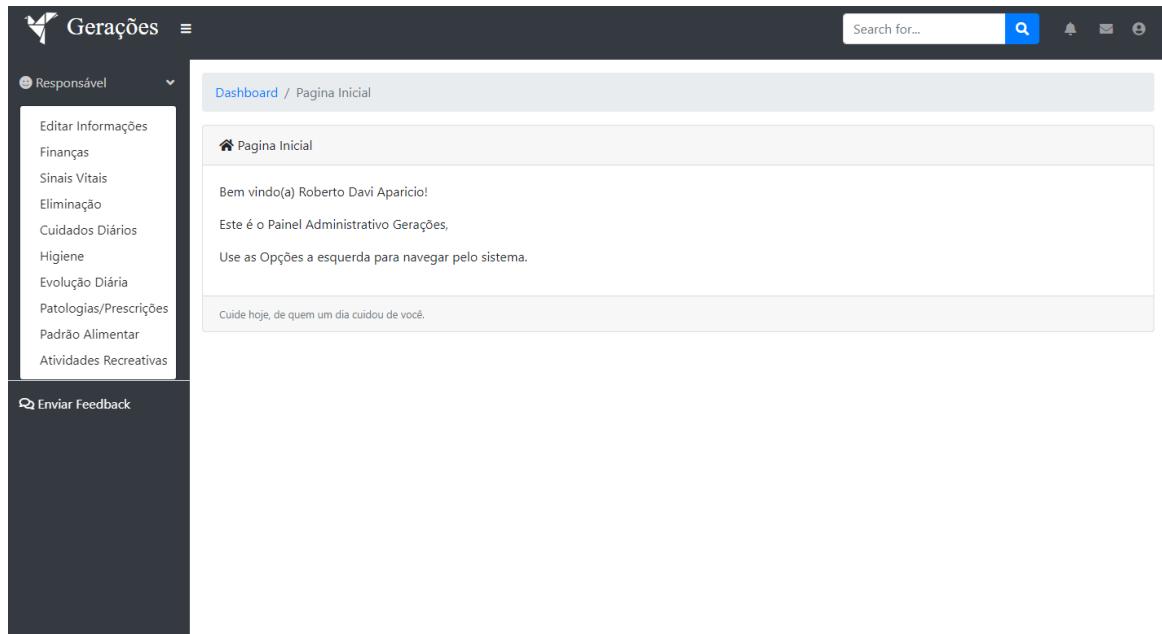 Gerações
Search for...
Responsável
Editar Informações
Finanças
Sinais Vitais
Eliminação
Cuidados Diários
Higiene
Evolução Diária
Patologias/Prescrições
Padrão Alimentar
Atividades Recreativas
Enviar Feedback
Dashboard / Pagina Inicial
Pagina Inicial
Bem vindo(a) Roberto Davi Aparicio!
Este é o Painel Administrativo Gerações,
Use as Opções a esquerda para navegar pelo sistema.
Cuide hoje, de quem um dia cuidou de você.